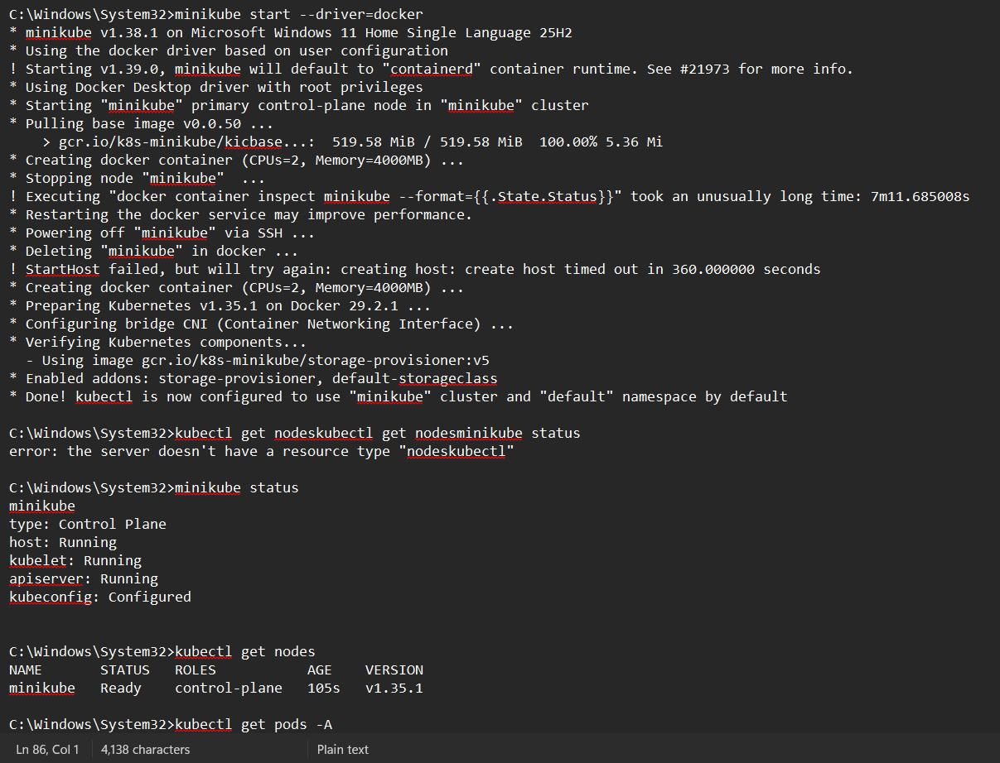 C:\Windows\System32>minikube start --driver=docker
* minikube v1.38.1 on Microsoft Windows 11 Home Single Language 25H2
* Using the docker driver based on user configuration
! Starting v1.39.0, minikube will default to "containerd" container runtime. See #21973 for more info.
* Using Docker Desktop driver with root privileges
* Starting "minikube" primary control-plane node in "minikube" cluster
* Pulling base image v0.0.50 ...
    > gcr.io/k8s-minikube/kicbase...:  519.58 MiB / 519.58 MiB  100.00% 5.36 Mi
* Creating docker container (CPUs=2, Memory=4000MB) ...
* Stopping node "minikube"  ...
! Executing "docker container inspect minikube --format={{.State.Status}}" took an unusually long time: 7m11.685008s
* Restarting the docker service may improve performance.
* Powering off "minikube" via SSH ...
* Deleting "minikube" in docker ...
! StartHost failed, but will try again: creating host: create host timed out in 360.000000 seconds
* Creating docker container (CPUs=2, Memory=4000MB) ...
* Preparing Kubernetes v1.35.1 on Docker 29.2.1 ...
* Configuring bridge CNI (Container Networking Interface) ...
* Verifying Kubernetes components...
  - Using image gcr.io/k8s-minikube/storage-provisioner:v5
* Enabled addons: storage-provisioner, default-storageclass
* Done! kubectl is now configured to use "minikube" cluster and "default" namespace by default
C:\Windows\System32>kubectl get nodeskubectl get nodesminikube status
error: the server doesn't have a resource type "nodeskubectl"
C:\Windows\System32>minikube status
minikube
type: Control Plane
host: Running
kubelet: Running
apiserver: Running
kubeconfig: Configured
C:\Windows\System32>kubectl get nodes
NAME       STATUS   ROLES           AGE    VERSION
minikube   Ready    control-plane   105s   v1.35.1
C:\Windows\System32>kubectl get pods -A
Ln 86, Col 1   4,138 characters   Plain text